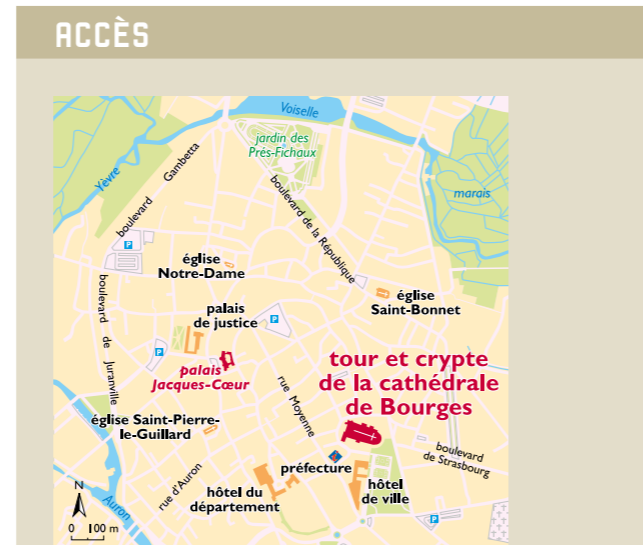 ACCÈS
Voiselle
jardin des
Prés-Fichaux
Yèvre
boulevard Gambetta
boulevard de la République
marais
P
église
Notre-Dame
église
Saint-Bonnet
palais
de justice
P
boulevard de Juranville
P
palais
Jacques-Cœur
tour et crypte
de la cathédrale
de Bourges
rue Moyenne
église Saint-Pierre-
le-Guillard
boulevard
de Strasbourg
préfecture
rue d'Auron
hôtel du
département
hôtel
de ville
N
Auron
P
0 100 m